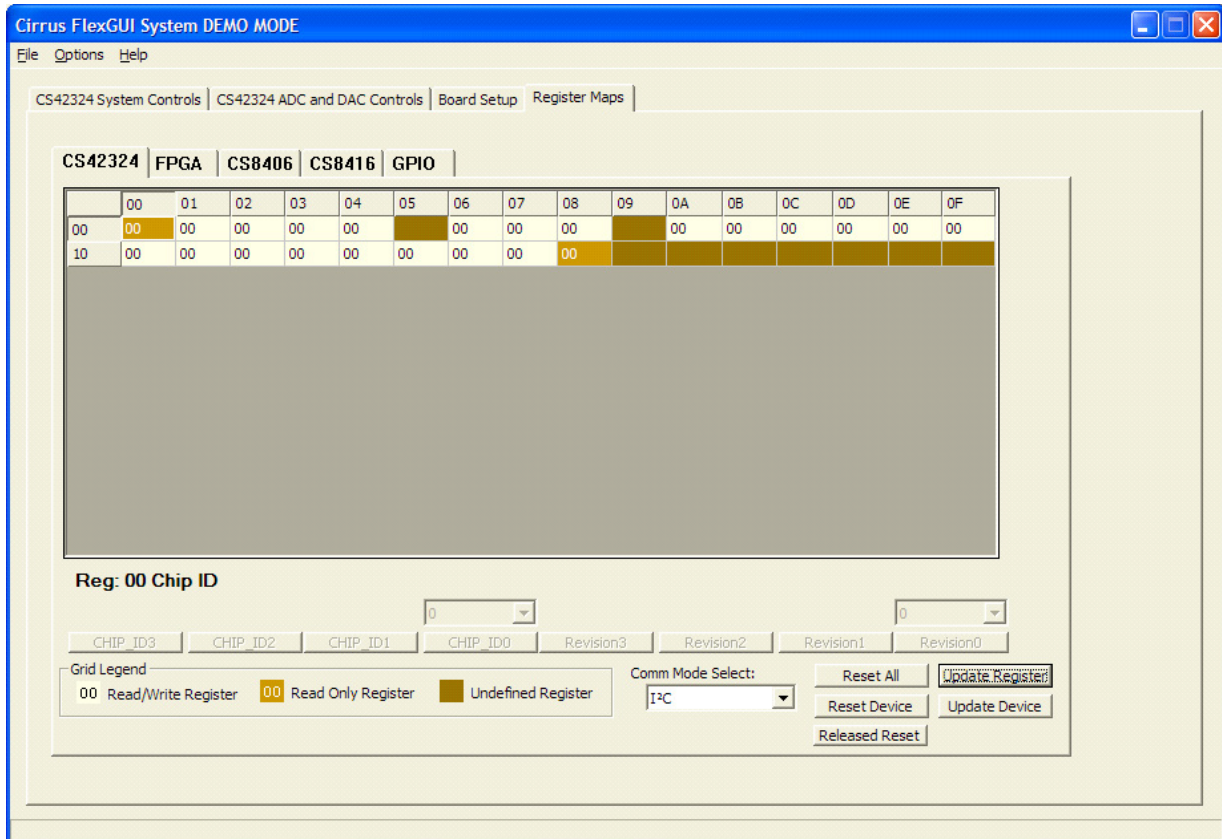 Cirrus FlexGUI System DEMO MODE
File Options Help
CS42324 System Controls CS42324 ADC and DAC Controls Board Setup Register Maps
CS42324 FPGA CS8406 CS8416 GPIO
00 01 02 03 04 05 06 07 08 09 0A 0B 0C 0D 0E 0F
00 00 00 00 00 00 00 00 00 00 00 00 00 00 00
10 00 00 00 00 00 00 00 00 00
Reg: 00 Chip ID
0 0
CHIP_ID3 CHIP_ID2 CHIP_ID1 CHIP_ID0 Revision3 Revision2 Revision1 Revision0
Grid Legend
00 Read/Write Register 00 Read Only Register Undefined Register
Comm Mode Select:
I²C
Reset All Update Register
Reset Device Update Device
Released Reset